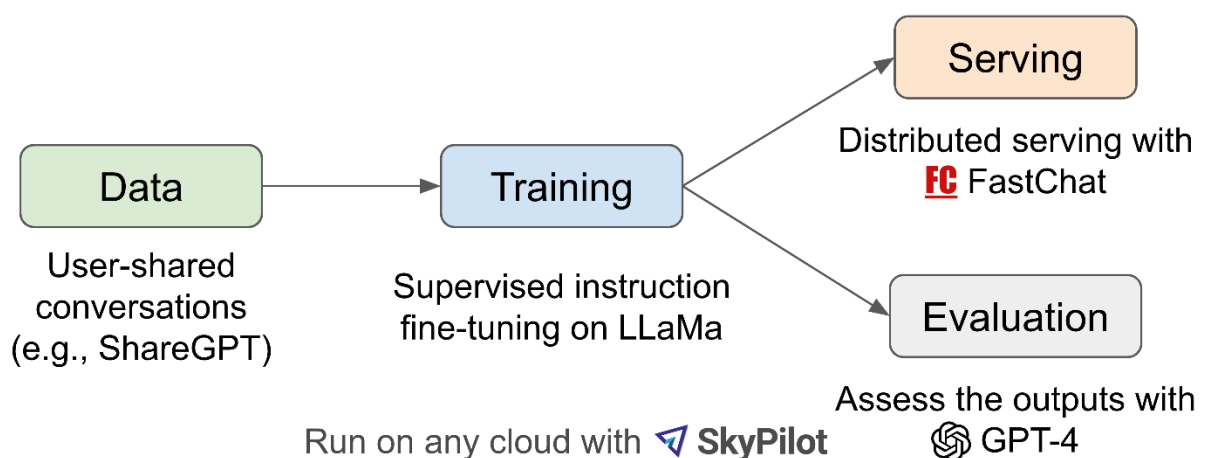 Data
User-shared
conversations
(e.g., ShareGPT)
Training
Supervised instruction
fine-tuning on LLaMa
Serving
Distributed serving with
FC FastChat
Evaluation
Assess the outputs with
GPT-4
Run on any cloud with SkyPilot